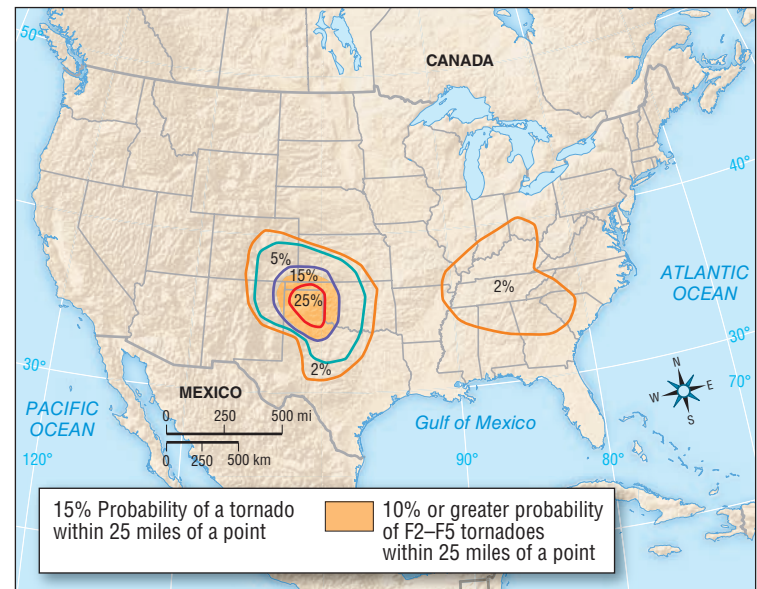 50°
CANADA
40°
5%
15%
25%
2%
2%
ATLANTIC
OCEAN
30°
30°
70°
N
W
E
S
MEXICO
0 250 500 mi
0 250 500 km
PACIFIC
OCEAN
Gulf of Mexico
120°
90°
80°
15% Probability of a tornado
within 25 miles of a point
10% or greater probability
of F2–F5 tornadoes
within 25 miles of a point